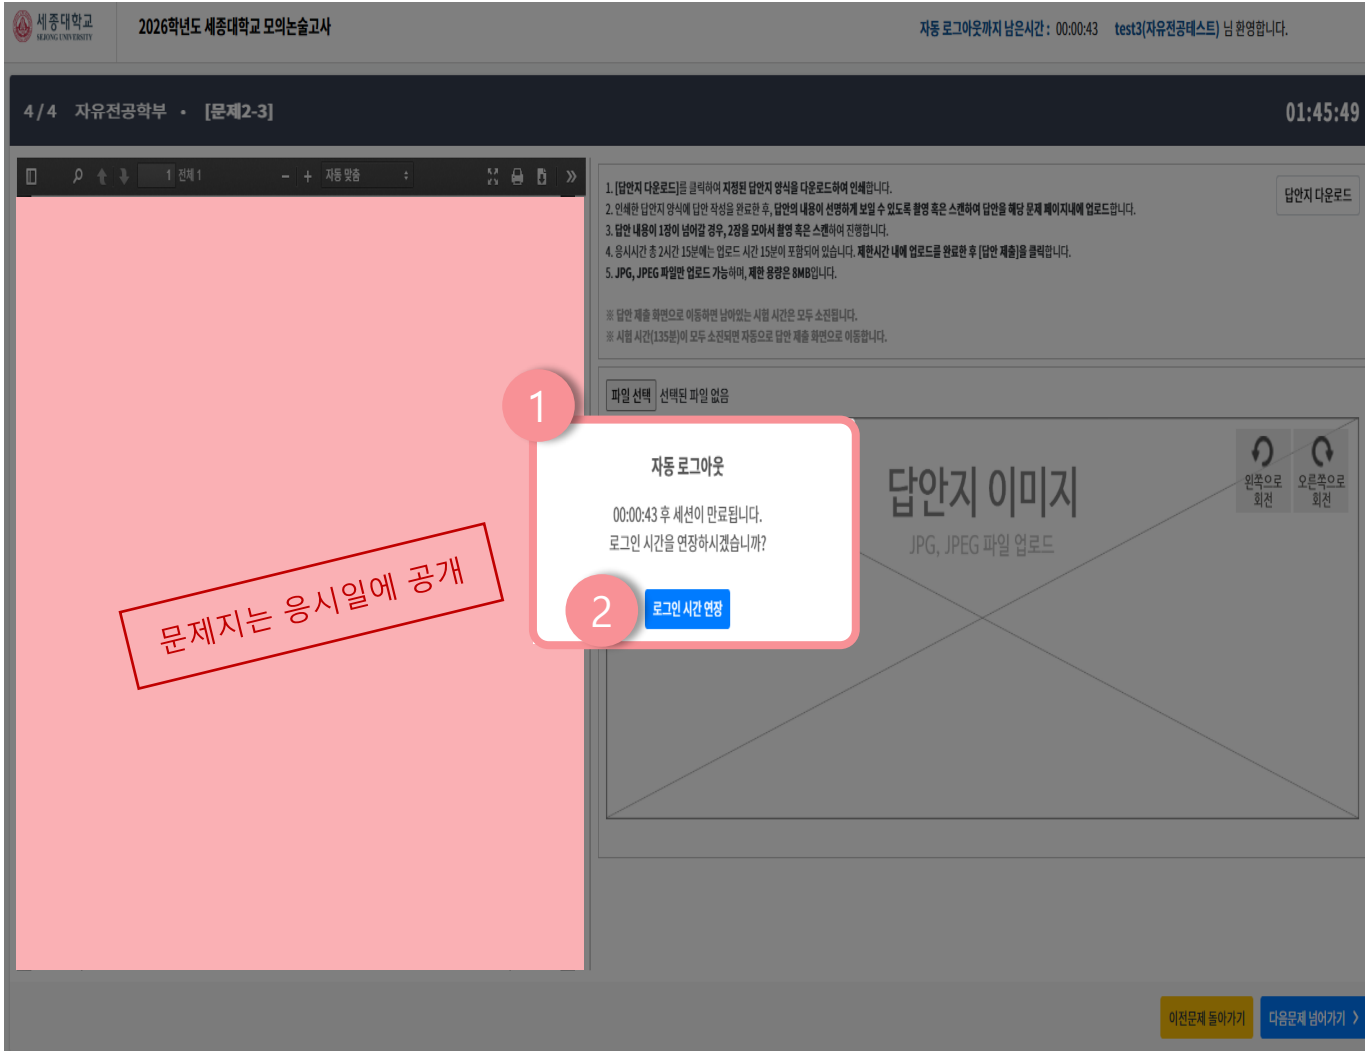 세종대학교
SEJONG UNIVERSITY
2026학년도 세종대학교 모의논술고사
자동 로그아웃까지 남은시간 : 00:00:43 test3(자유전공테스트) 님 환영합니다.
4 / 4 자유전공학부 • [문제2-3]
01:45:49
1 전체 1
자동 맞춤
1. [답안지 다운로드]를 클릭하여 지정된 답안지 양식을 다운로드하여 인쇄합니다.
2. 인쇄한 답안지 양식에 답안 작성을 완료한 후, 답안의 내용이 선명하게 보일 수 있도록 촬영 혹은 스캔하여 답안을 해당 문제 페이지내에 업로드합니다.
3. 답안 내용이 1장이 넘어갈 경우, 2장을 모아서 촬영 혹은 스캔하여 진행합니다.
4. 응시시간 총 2시간 15분에는 업로드 시간 15분이 포함되어 있습니다. 제한시간 내에 업로드를 완료한 후 [답안 제출]을 클릭합니다.
5. JPG, JPEG 파일만 업로드 가능하며, 제한 용량은 8MB입니다.
※ 답안 제출 화면으로 이동하면 남아있는 시험 시간은 모두 소진됩니다.
※ 시험 시간(135분)이 모두 소진되면 자동으로 답안 제출 화면으로 이동합니다.
답안지 다운로드
파일 선택 선택된 파일 없음
1
자동 로그아웃
00:00:43 후 세션이 만료됩니다.
로그인 시간을 연장하시겠습니까?
2
로그인 시간 연장
답안지 이미지
JPG, JPEG 파일 업로드
왼쪽으로
회전
오른쪽으로
회전
문제지는 응시일에 공개
이전문제 돌아가기
다음문제 넘어가기 >